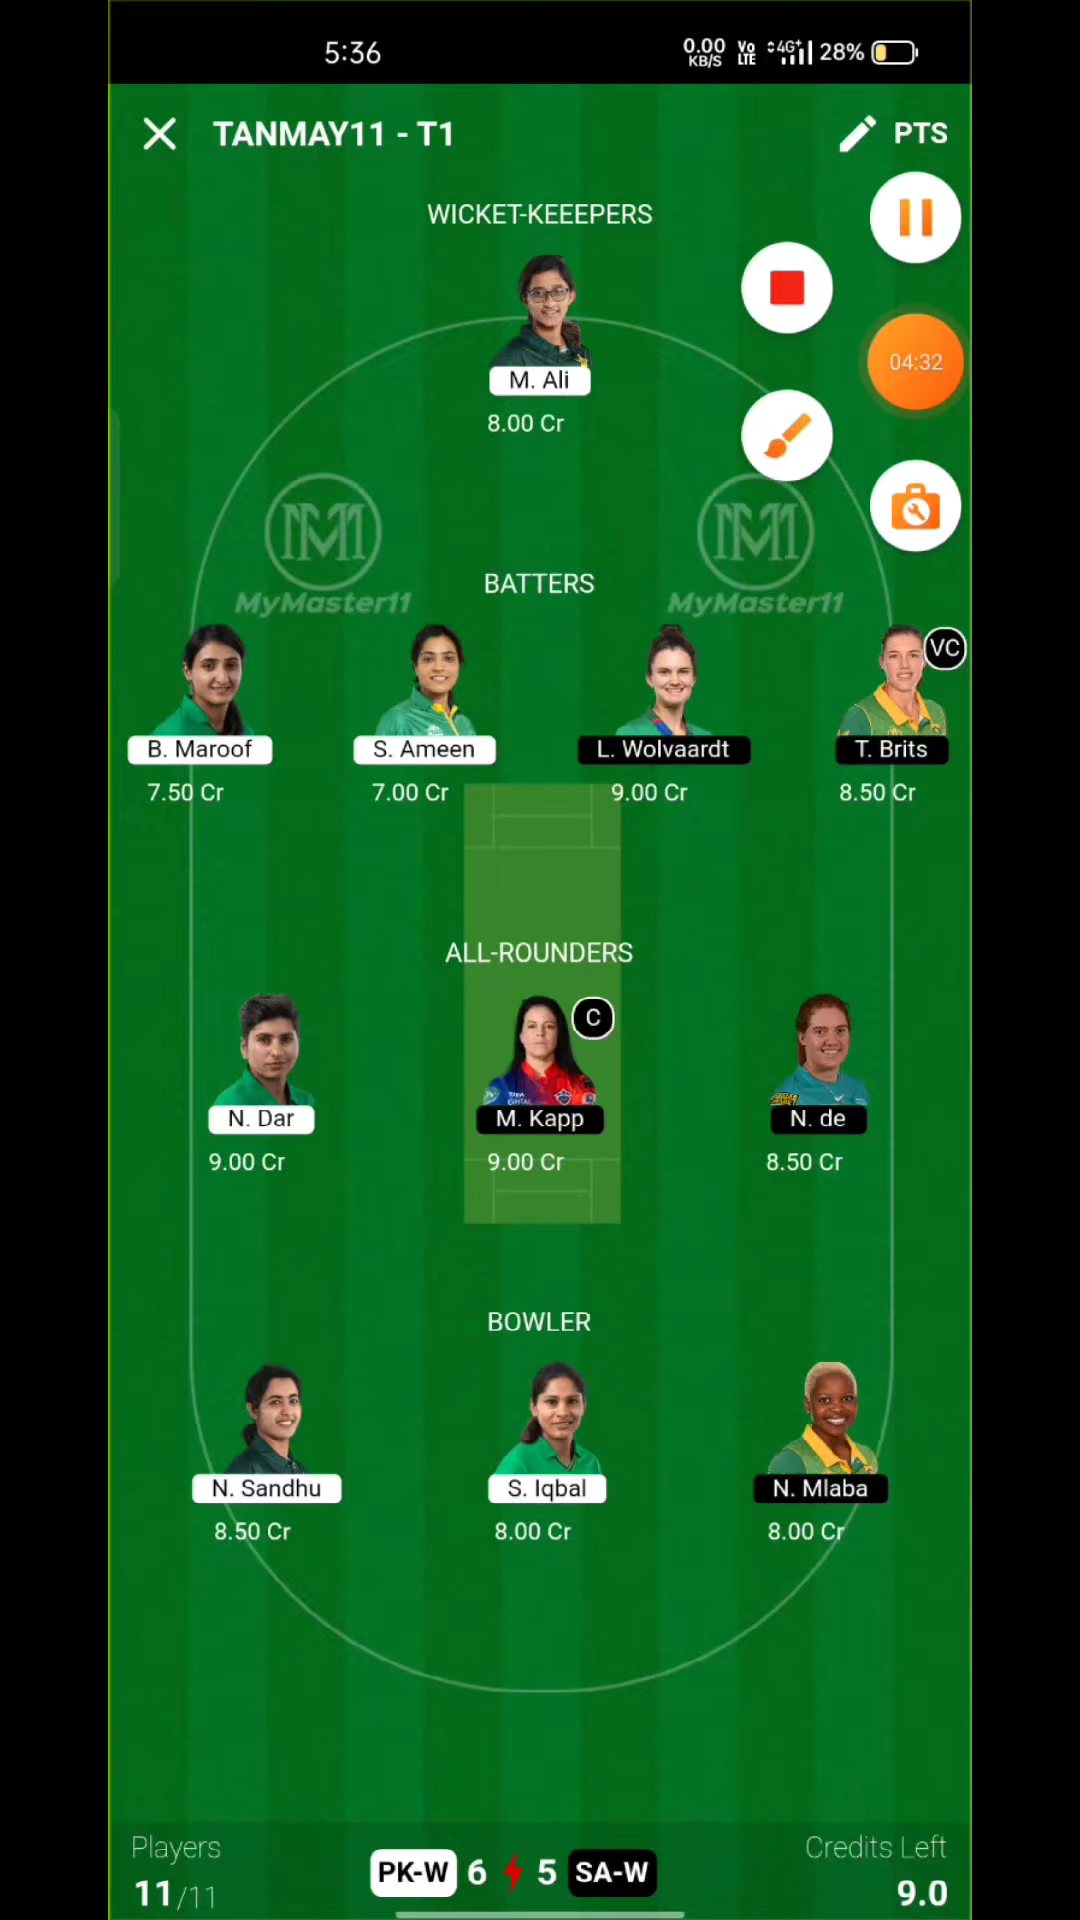 5:36
0.00 KB/S Vo LTE 4G+ 28%
TANMAY11 - T1
PTS
WICKET-KEEEPERS
04:32
M. Ali
8.00 Cr
MyMaster11
MyMaster11
BATTERS
VC
B. Maroof
S. Ameen
L. Wolvaardt
T. Brits
7.50 Cr
7.00 Cr
9.00 Cr
8.50 Cr
ALL-ROUNDERS
C
N. Dar
M. Kapp
N. de
9.00 Cr
9.00 Cr
8.50 Cr
BOWLER
N. Sandhu
S. Iqbal
N. Mlaba
8.50 Cr
8.00 Cr
8.00 Cr
Players
Credits Left
11/11
PK-W 6 5 SA-W
9.0